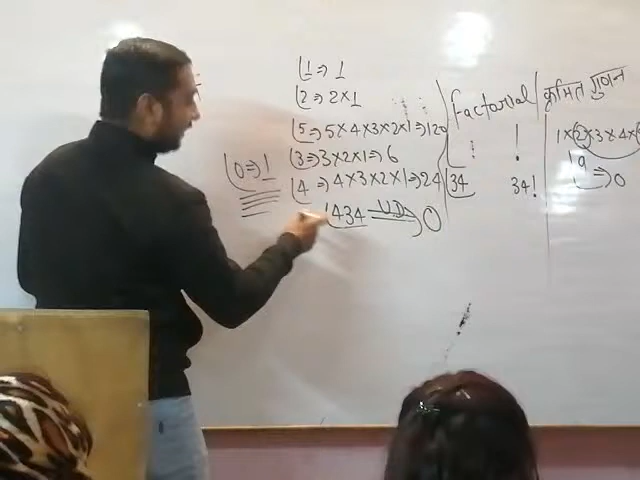 |1 ⇒ 1
|2 ⇒ 2×1
|5 ⇒ 5×4×3×2×1 ⇒ 120
|3 ⇒ 3×2×1 ⇒ 6
|4 ⇒ 4×3×2×1 ⇒ 24
|0 ⇒ 1
|434 UD → 0
factorial
!
|34 34!
क्रमित गुणन
1×2×3×4×5
|9
⇒ 0